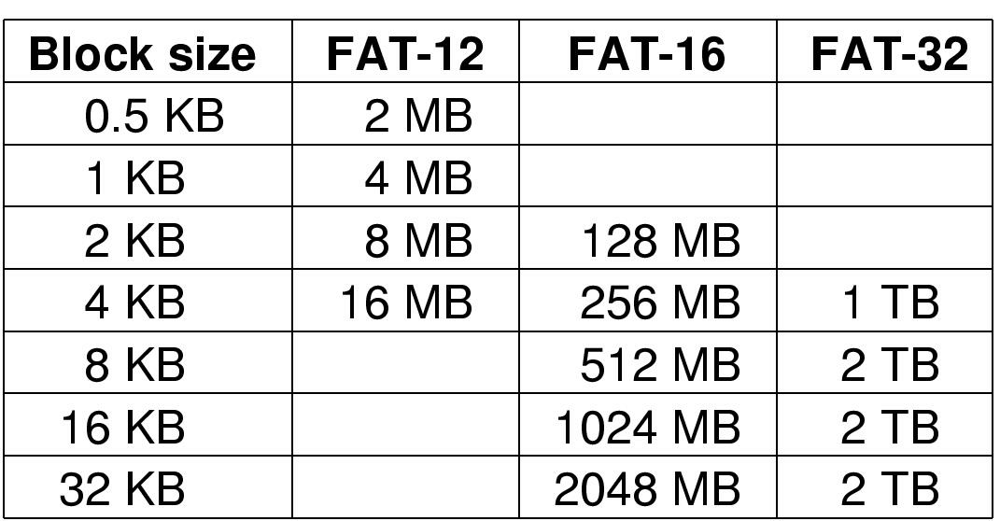 Block size FAT-12 FAT-16 FAT-32
0.5 KB 2 MB
1 KB 4 MB
2 KB 8 MB 128 MB
4 KB 16 MB 256 MB 1 TB
8 KB 512 MB 2 TB
16 KB 1024 MB 2 TB
32 KB 2048 MB 2 TB